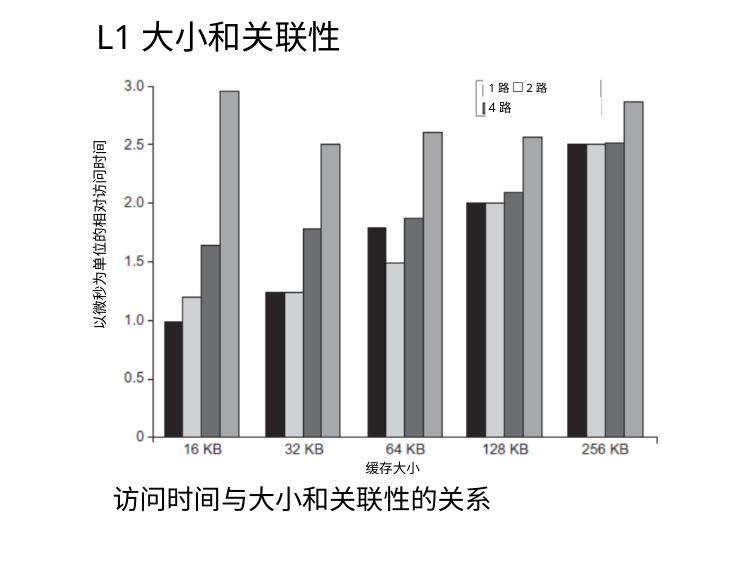 L1 大小和关联性
3.0
1 路 □ 2 路
4 路
2.5
2.0
1.5
1.0
0.5
0
以微秒为单位的相对访问时间
16 KB 32 KB 64 KB 128 KB 256 KB
缓存大小
访问时间与大小和关联性的关系